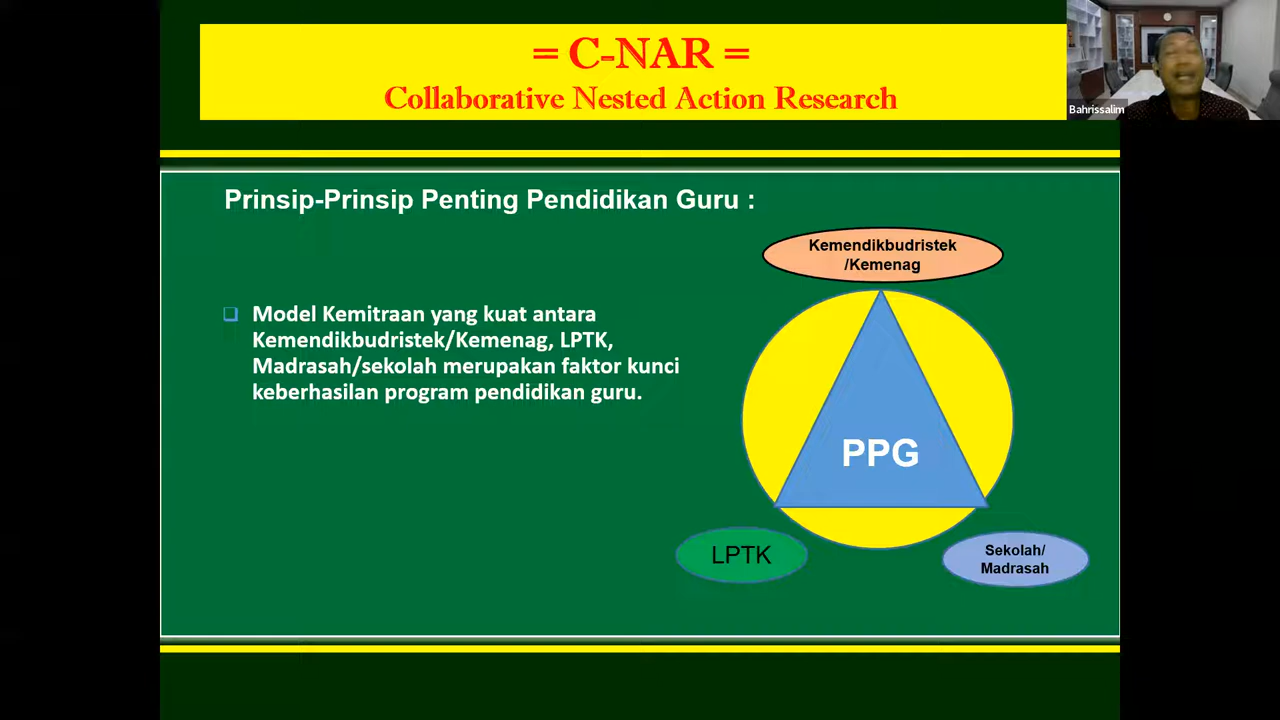 = C-NAR =
Collaborative Nested Action Research
Bahrissalim
Prinsip-Prinsip Penting Pendidikan Guru :
Model Kemitraan yang kuat antara
Kemendikbudristek/Kemenag, LPTK,
Madrasah/sekolah merupakan faktor kunci
keberhasilan program pendidikan guru.
Kemendikbudristek
/Kemenag
PPG
LPTK
Sekolah/
Madrasah